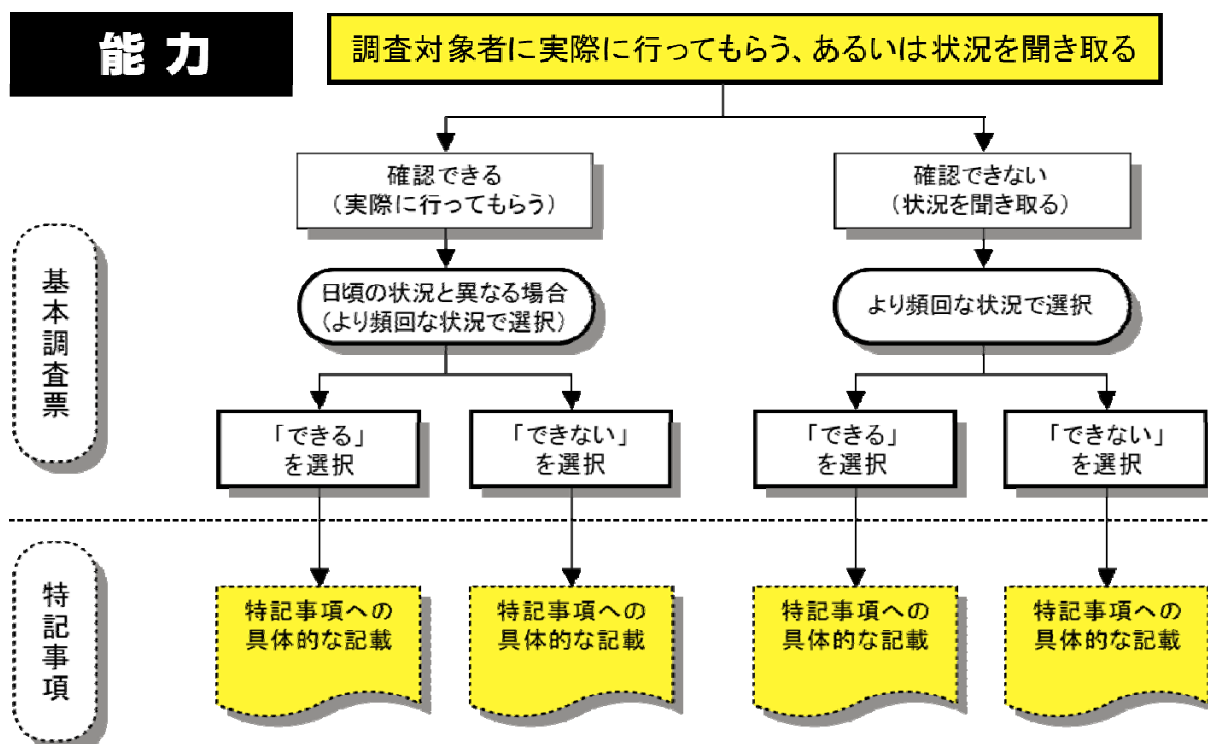 能力
調査対象者に実際に行ってもらう、あるいは状況を聞き取る
確認できる
（実際に行ってもらう）
確認できない
（状況を聞き取る）
基本調査票
日頃の状況と異なる場合
（より頻回な状況で選択）
より頻回な状況で選択
「できる」
を選択
「できない」
を選択
「できる」
を選択
「できない」
を選択
特記事項
特記事項への
具体的な記載
特記事項への
具体的な記載
特記事項への
具体的な記載
特記事項への
具体的な記載